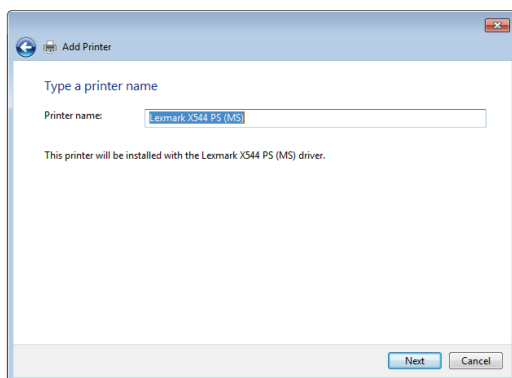 Add Printer
Type a printer name
Printer name: Lexmark X544 PS (MS)
This printer will be installed with the Lexmark X544 PS (MS) driver.
Next Cancel